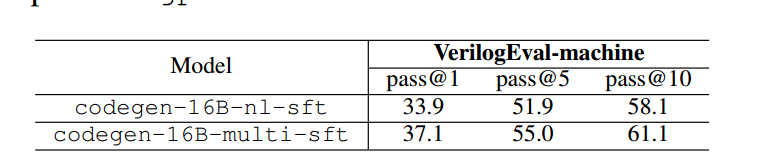 Model VerilogEval-machine
pass@1 pass@5 pass@10
codegen-16B-nl-sft 33.9 51.9 58.1
codegen-16B-multi-sft 37.1 55.0 61.1